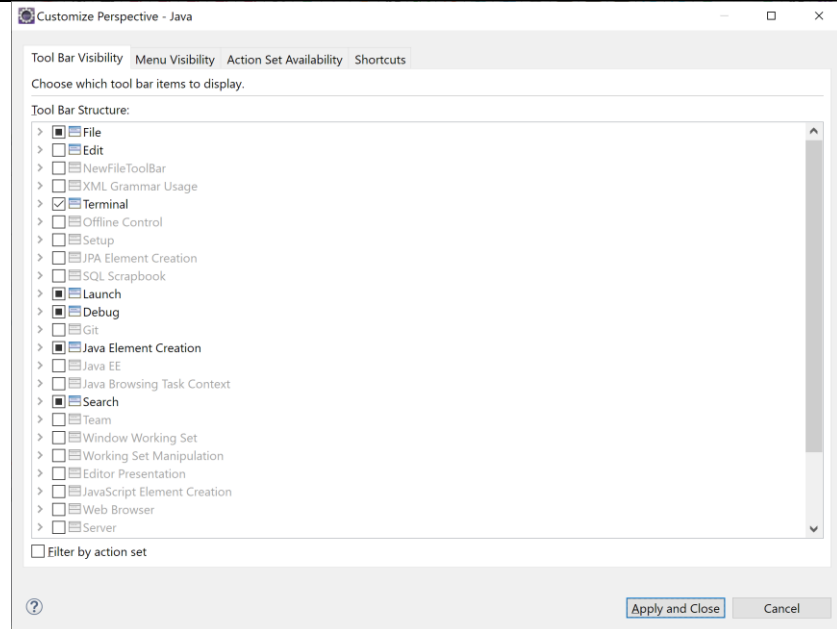 Customize Perspective - Java
Tool Bar Visibility Menu Visibility Action Set Availability Shortcuts
Choose which tool bar items to display.
Tool Bar Structure:
File
Edit
NewFileToolBar
XML Grammar Usage
Terminal
Offline Control
Setup
JPA Element Creation
SQL Scrapbook
Launch
Debug
Git
Java Element Creation
Java EE
Java Browsing Task Context
Search
Team
Window Working Set
Working Set Manipulation
Editor Presentation
JavaScript Element Creation
Web Browser
Server
Filter by action set
Apply and Close Cancel